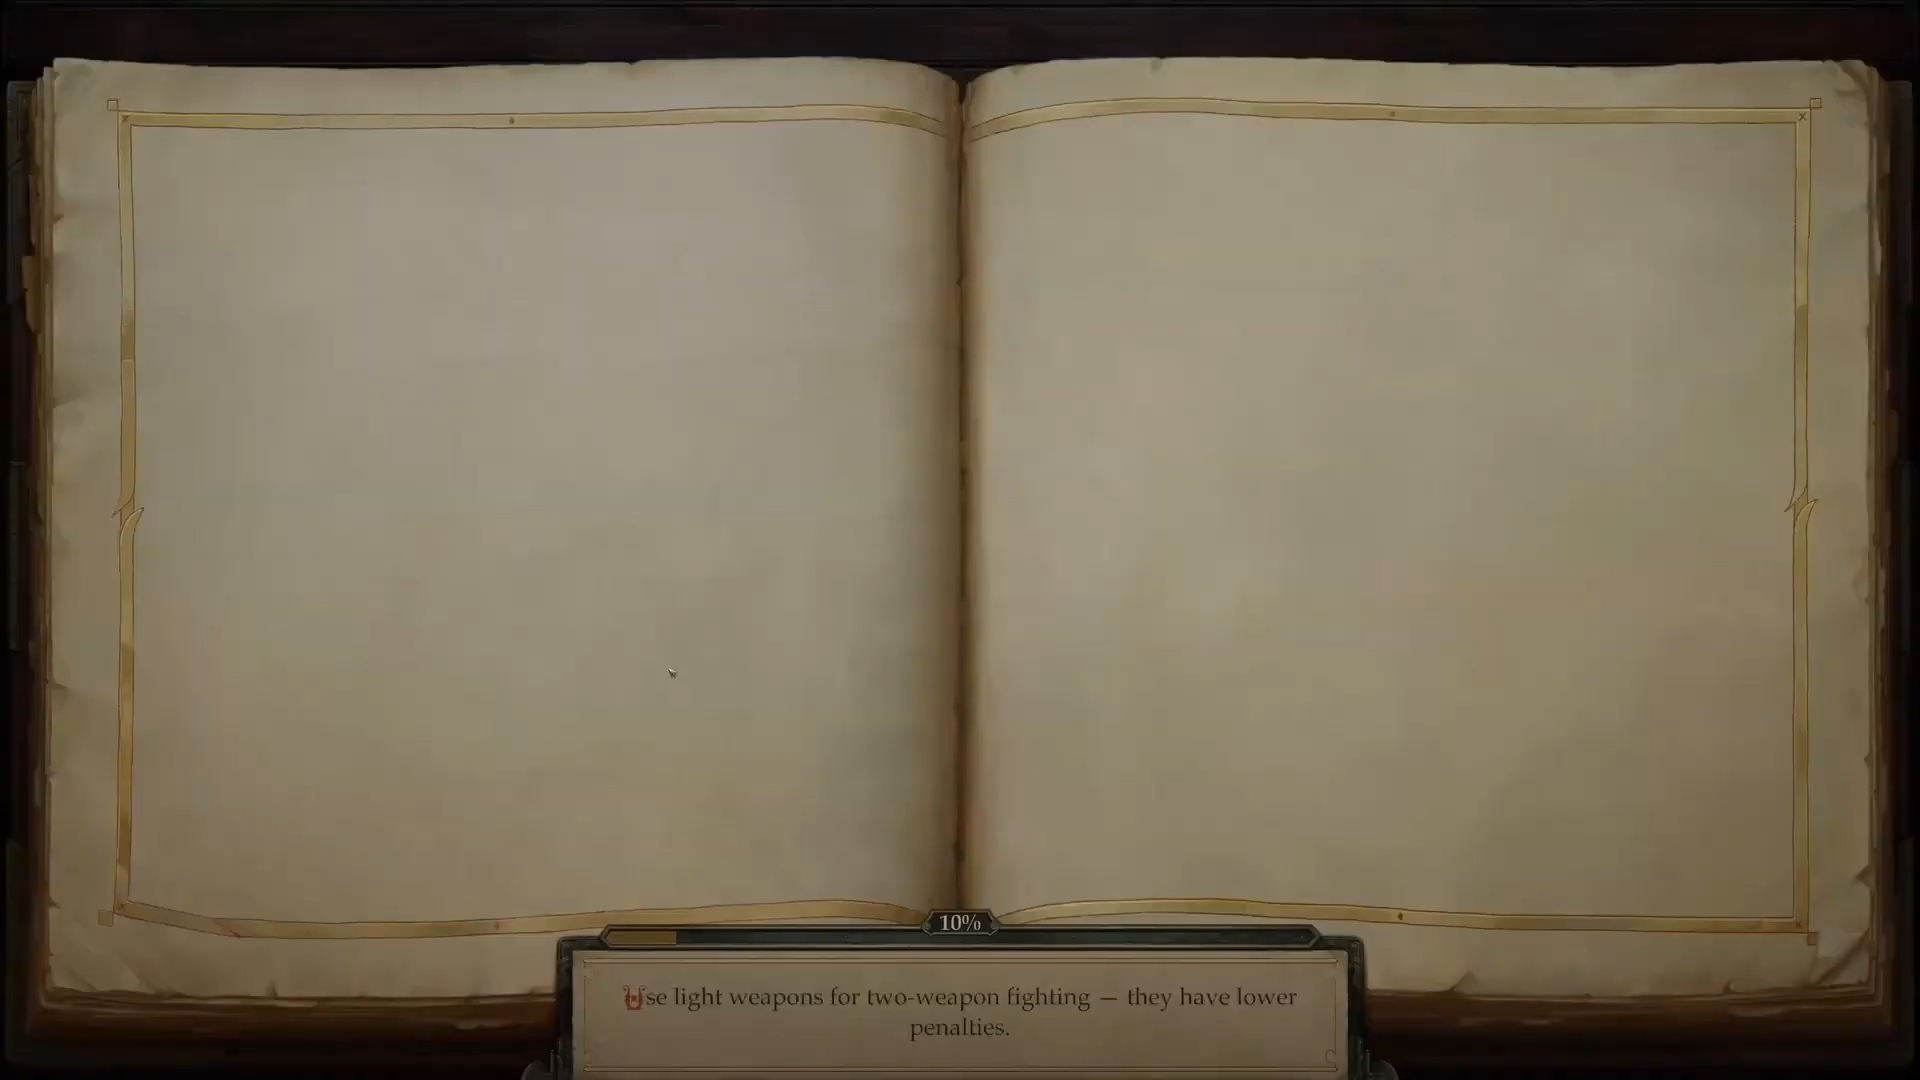 10%
Use light weapons for two-weapon fighting — they have lower
penalties.